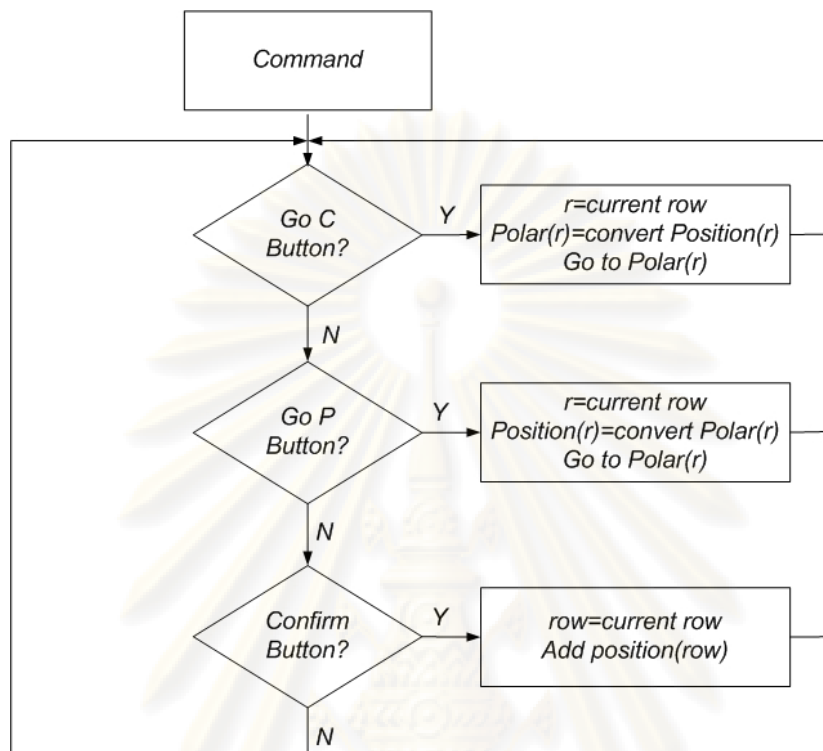 Command
Go C
Button?
Y
r=current row
Polar(r)=convert Position(r)
Go to Polar(r)
N
Go P
Button?
Y
r=current row
Position(r)=convert Polar(r)
Go to Polar(r)
N
Confirm
Button?
Y
row=current row
Add position(row)
N